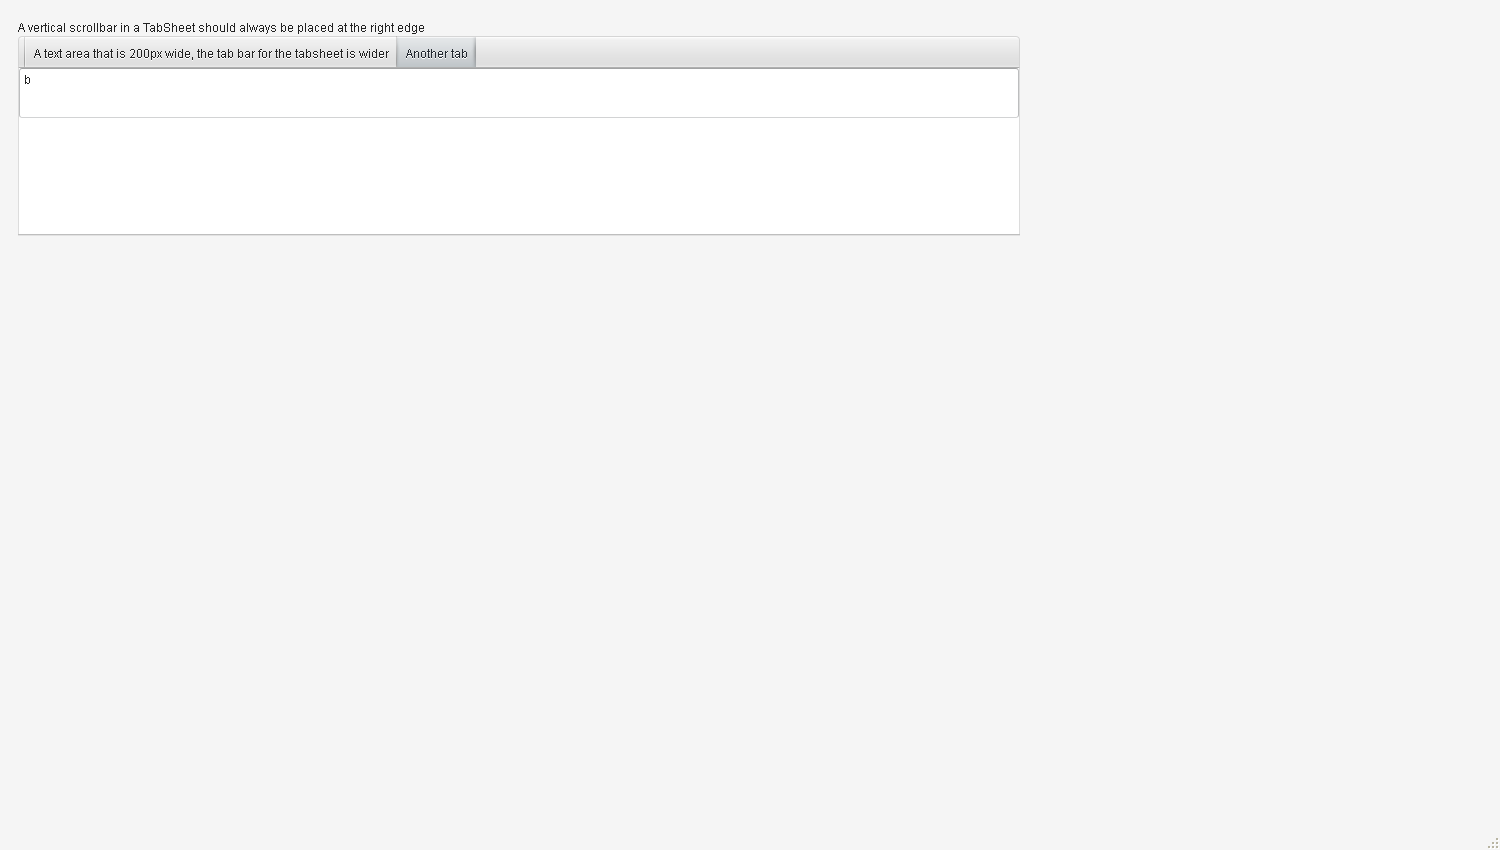 A vertical scrollbar in a TabSheet should always be placed at the right edge
A text area that is 200px wide, the tab bar for the tabsheet is wider Another tab
b